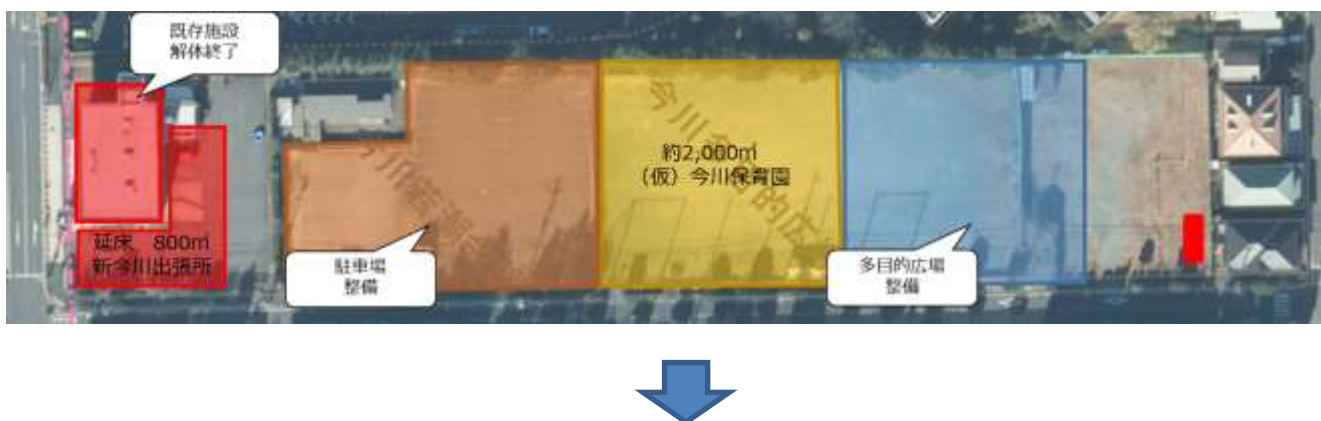 既存施設
解体終了
約2,000㎡
（仮）今川保育園
延床　800㎡
新今川出張所
駐車場
整備
多目的広場
整備